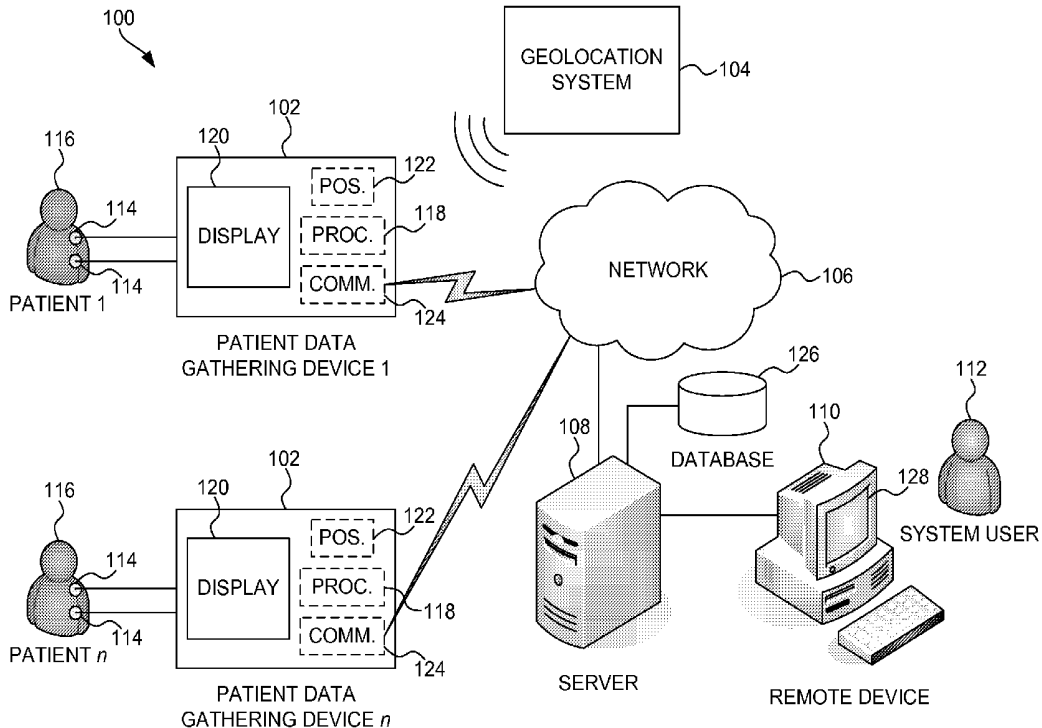 100
GEOLOCATION
SYSTEM
104
102
120
116
122
POS.
114
118
DISPLAY
PROC.
COMM.
114
PATIENT 1
124
PATIENT DATA
GATHERING DEVICE 1
NETWORK
106
126
112
108
110
DATABASE
128
SYSTEM USER
SERVER
REMOTE DEVICE
102
120
116
122
POS.
114
DISPLAY
PROC.
118
COMM.
114
PATIENT n
124
PATIENT DATA
GATHERING DEVICE n